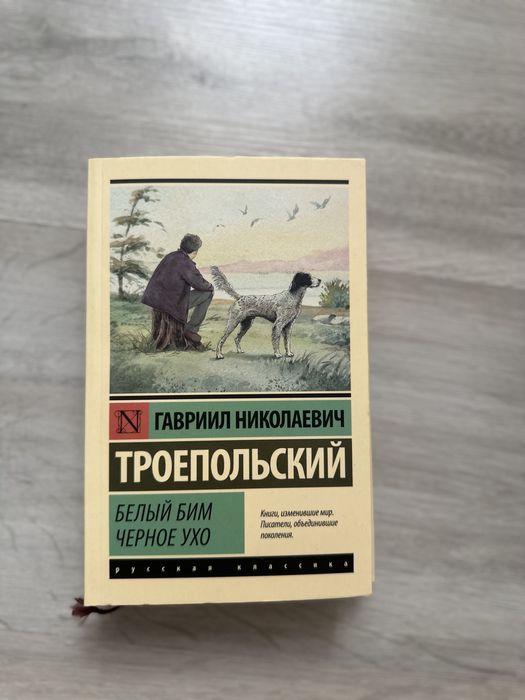 N ГАВРИИЛ НИКОЛАЕВИЧ
ТРОЕПОЛЬСКИЙ
БЕЛЫЙ БИМ
ЧЕРНОЕ УХО
Книги, изменившие мир.
Писатели, объединившие
поколения.
русская классика